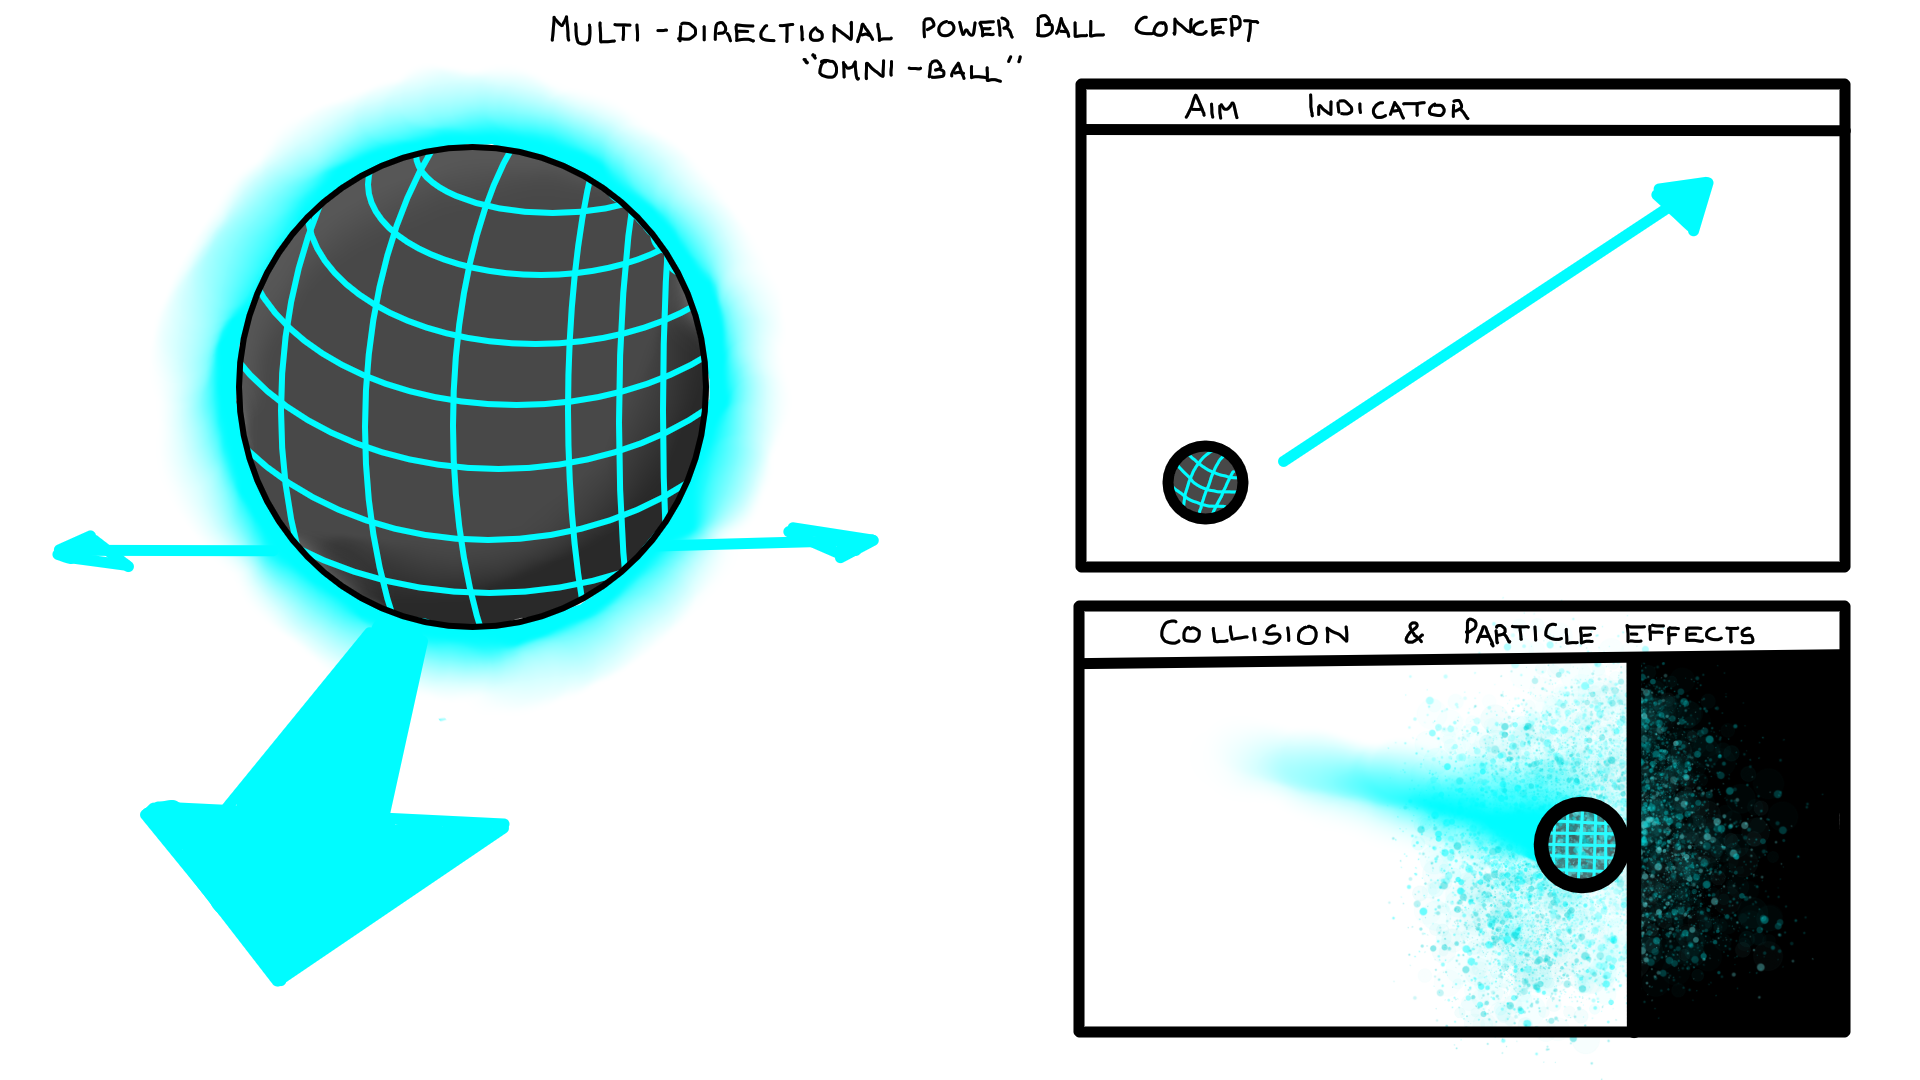 MULTI-DIRECTIONAL POWER BALL CONCEPT
"OMNI-BALL"
AIM INDICATOR
COLLISION & PARTICLE EFFECTS